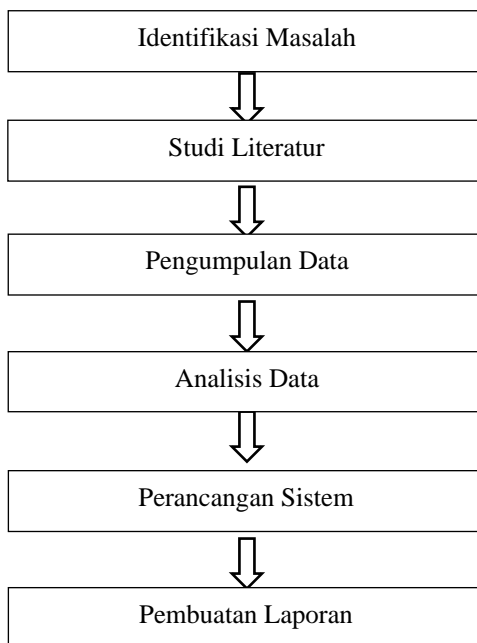 Identifikasi Masalah
Studi Literatur
Pengumpulan Data
Analisis Data
Perancangan Sistem
Pembuatan Laporan